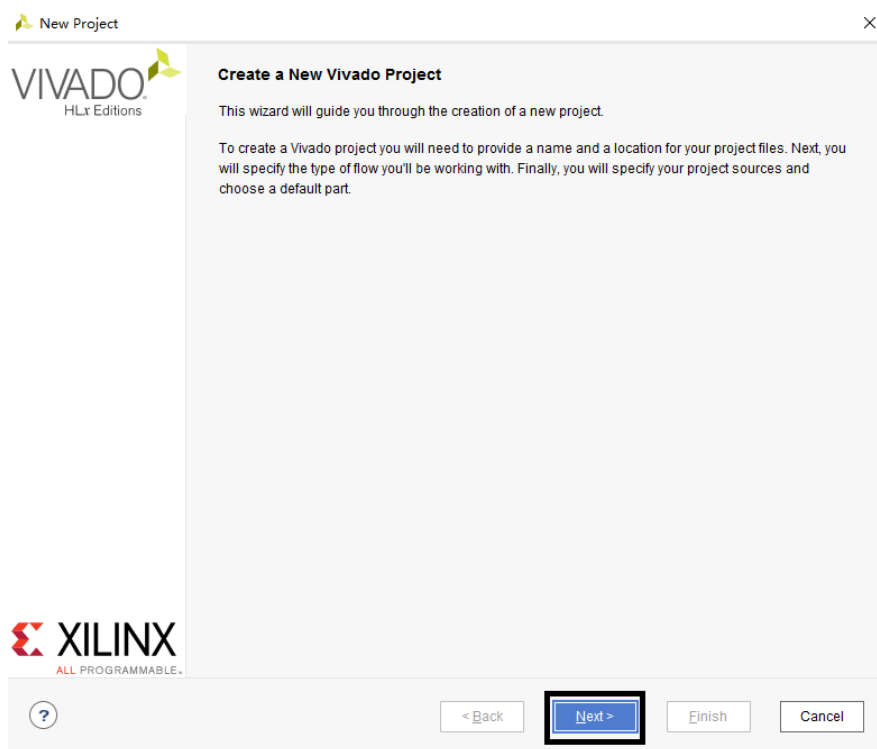 New Project
VIVADO
HLx Editions
Create a New Vivado Project
This wizard will guide you through the creation of a new project.
To create a Vivado project you will need to provide a name and a location for your project files. Next, you
will specify the type of flow you'll be working with. Finally, you will specify your project sources and
choose a default part.
XILINX
ALL PROGRAMMABLE™
?
< Back
Next >
Finish
Cancel